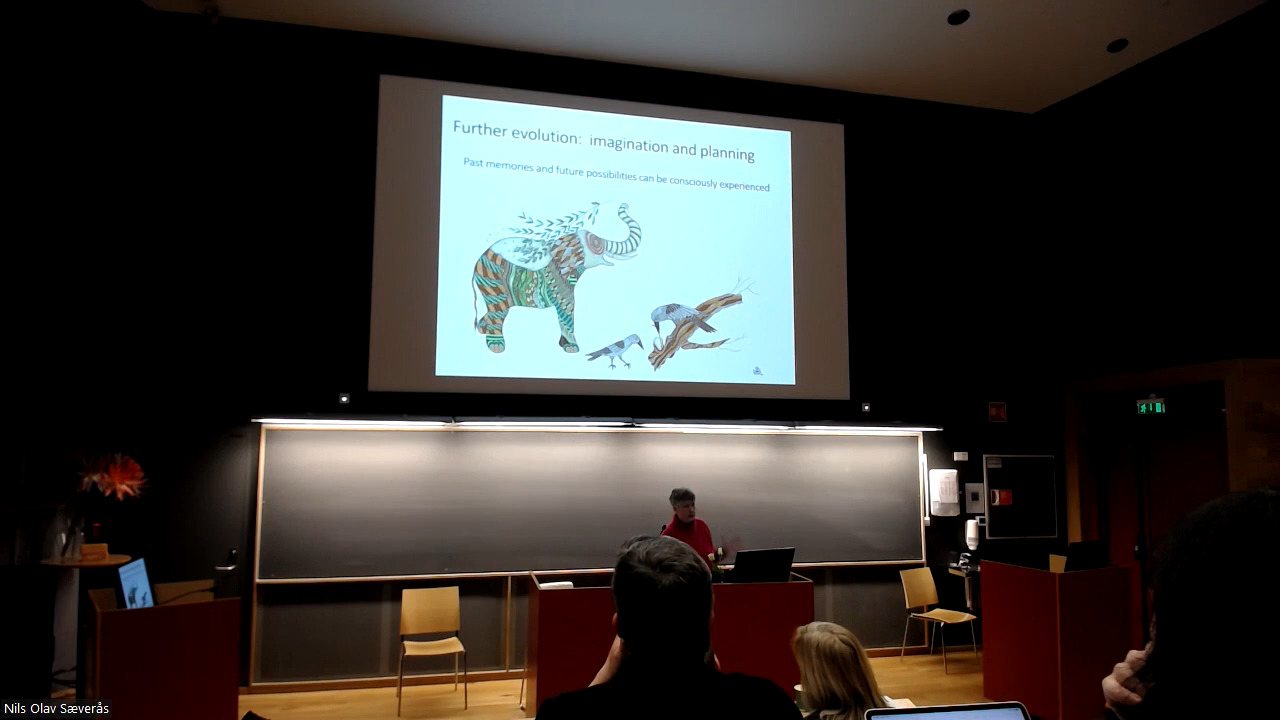 Further evolution: imagination and planning
Past memories and future possibilities can be consciously experienced
Nils Olav Sæverås